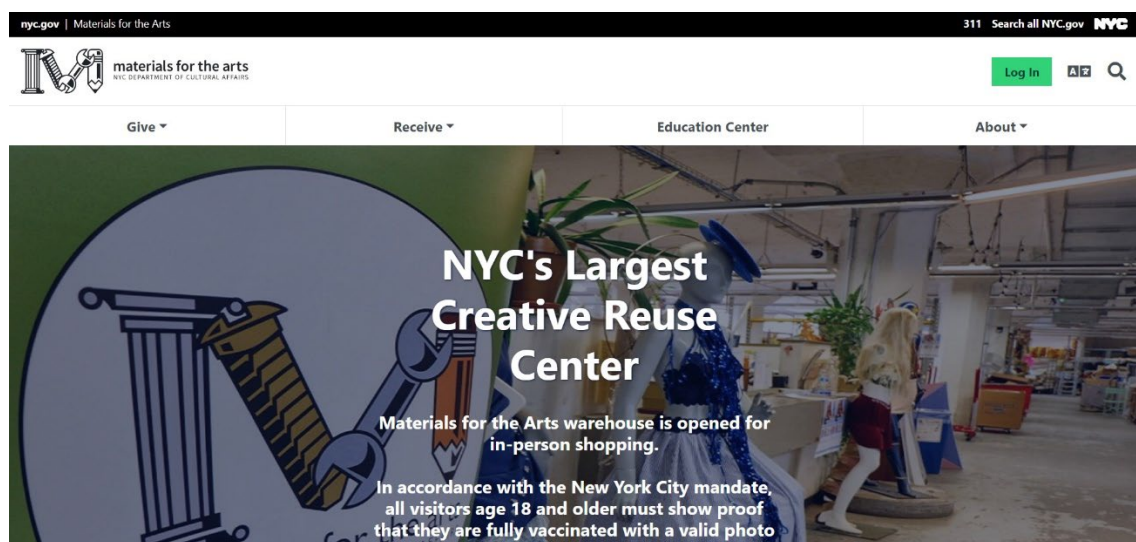 nyc.gov | Materials for the Arts
311 Search all NYC.gov NYC
materials for the arts
NYC DEPARTMENT OF CULTURAL AFFAIRS
Log In
Give
Receive
Education Center
About
NYC's Largest
Creative Reuse
Center
Materials for the Arts warehouse is opened for
in-person shopping.
In accordance with the New York City mandate,
all visitors age 18 and older must show proof
that they are fully vaccinated with a valid photo